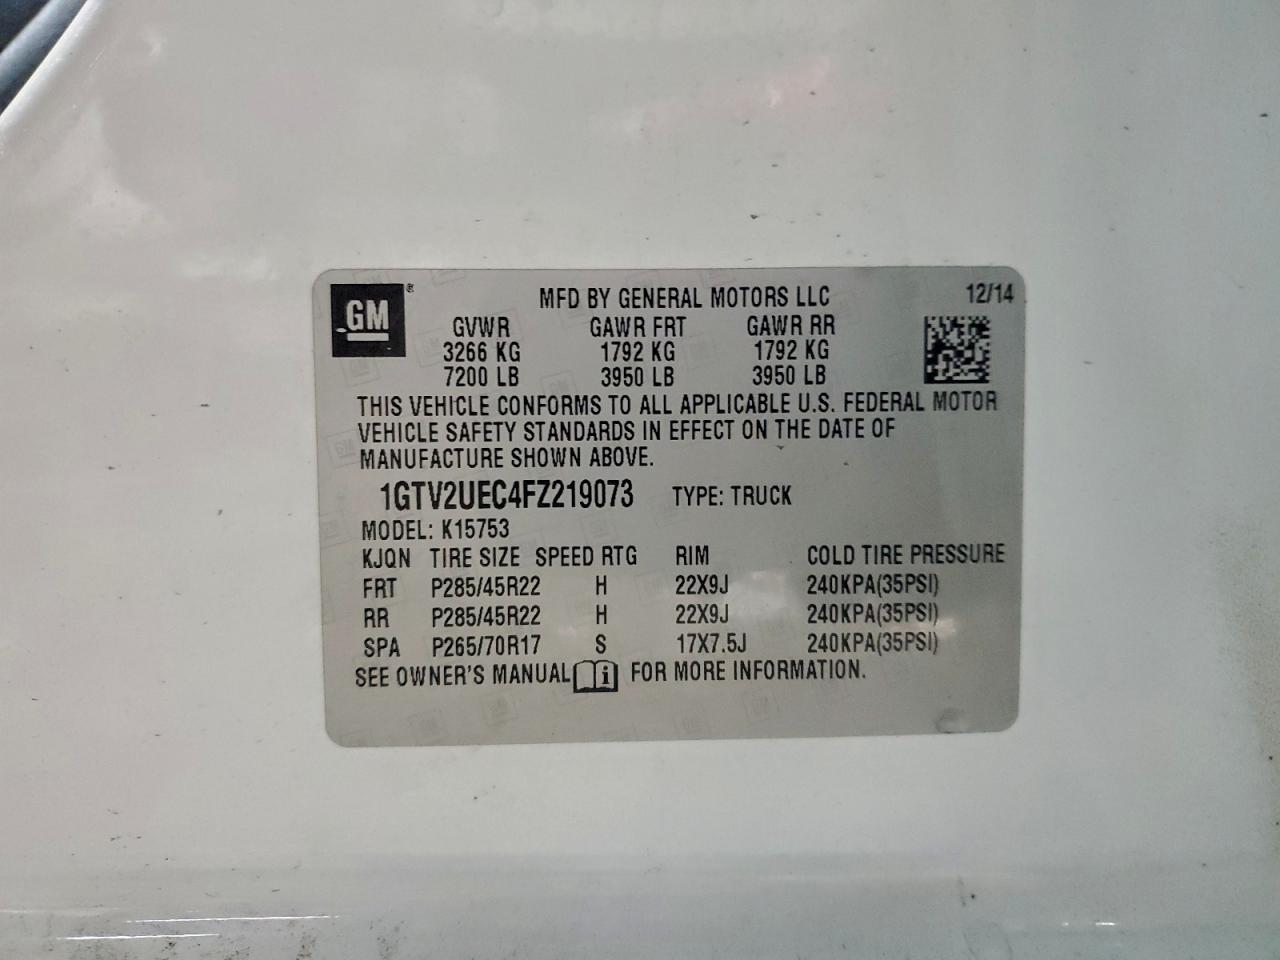 GM ®
MFD BY GENERAL MOTORS LLC 12/14
GVWR GAWR FRT GAWR RR
3266 KG 1792 KG 1792 KG
7200 LB 3950 LB 3950 LB
THIS VEHICLE CONFORMS TO ALL APPLICABLE U.S. FEDERAL MOTOR
VEHICLE SAFETY STANDARDS IN EFFECT ON THE DATE OF
MANUFACTURE SHOWN ABOVE.
1GTV2UEC4FZ219073 TYPE: TRUCK
MODEL: K15753
KJQN TIRE SIZE SPEED RTG RIM COLD TIRE PRESSURE
FRT P285/45R22 H 22X9J 240KPA(35PSI)
RR P285/45R22 H 22X9J 240KPA(35PSI)
SPA P265/70R17 S 17X7.5J 240KPA(35PSI)
SEE OWNER'S MANUAL i FOR MORE INFORMATION.